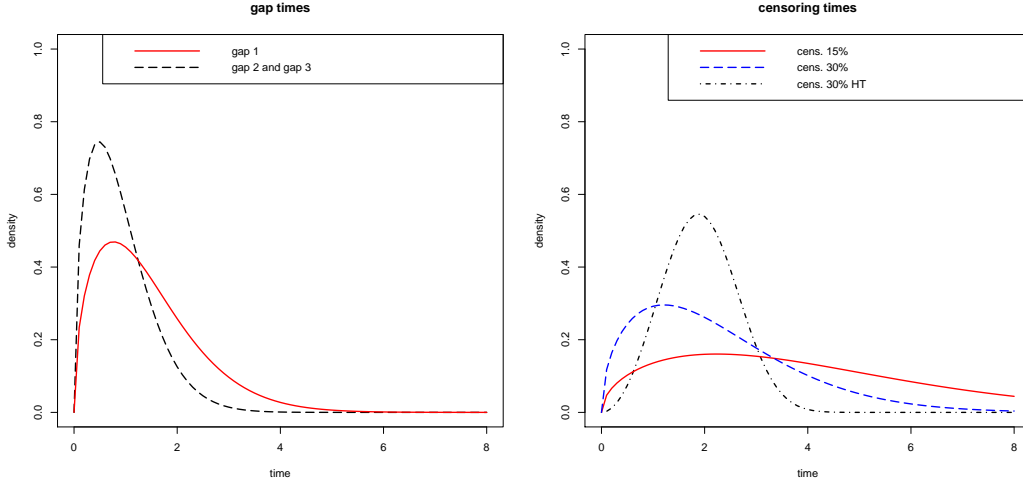 gap times
gap 1
gap 2 and gap 3
density
0.0
0.2
0.4
0.6
0.8
1.0
0
2
4
6
8
time
censoring times
cens. 15%
cens. 30%
cens. 30% HT
density
0.0
0.2
0.4
0.6
0.8
1.0
0
2
4
6
8
time